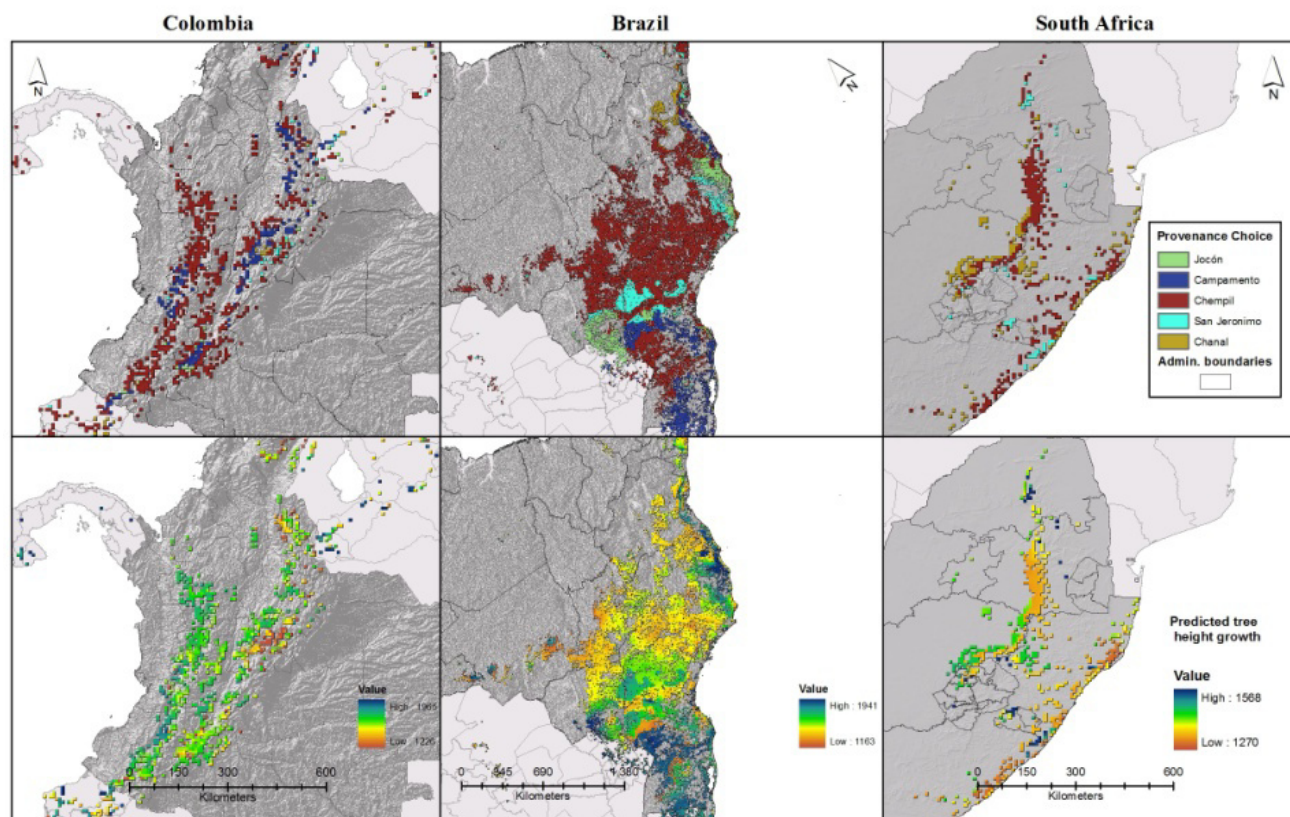 Colombia
Brazil
South Africa
N
N
N
Provenance Choice
Jocón
Campamento
Chempil
San Jeronimo
Chanal
Admin. boundaries
Value
High : 1965
Low : 1226
0 150 300 600
Kilometers
Value
High : 1941
Low : 1163
0 345 690 1,380
Kilometers
Predicted tree
height growth
Value
High : 1568
Low : 1270
0 150 300 600
Kilometers